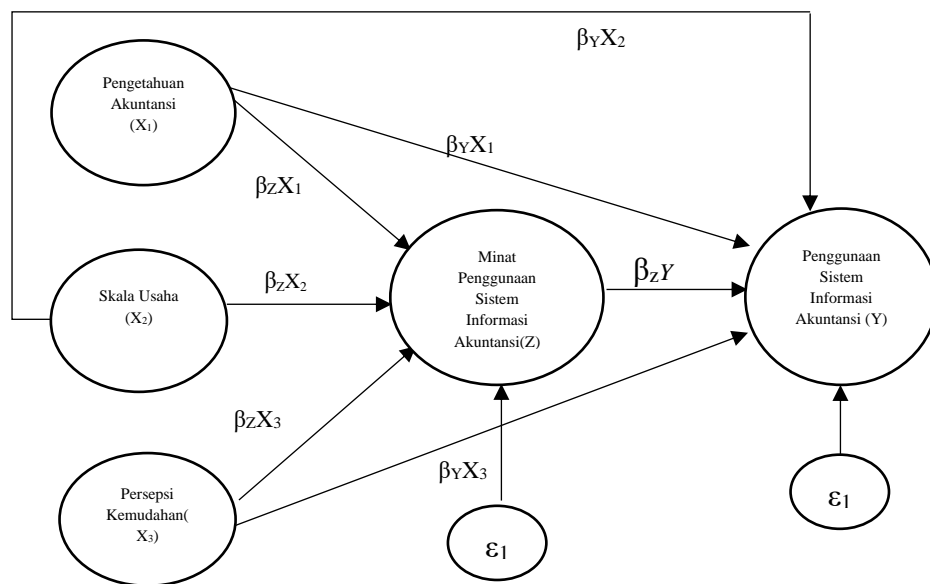 βYX2
Pengetahuan
Akuntansi
(X1)
βYX1
βZX1
Minat
Penggunaan
Sistem
Informasi
Akuntansi(Z)
Penggunaan
Sistem
Informasi
Akuntansi (Y)
βZY
Skala Usaha
(X2)
βZX2
βZX3
βYX3
Persepsi
Kemudahan(
X3)
ε1
ε1